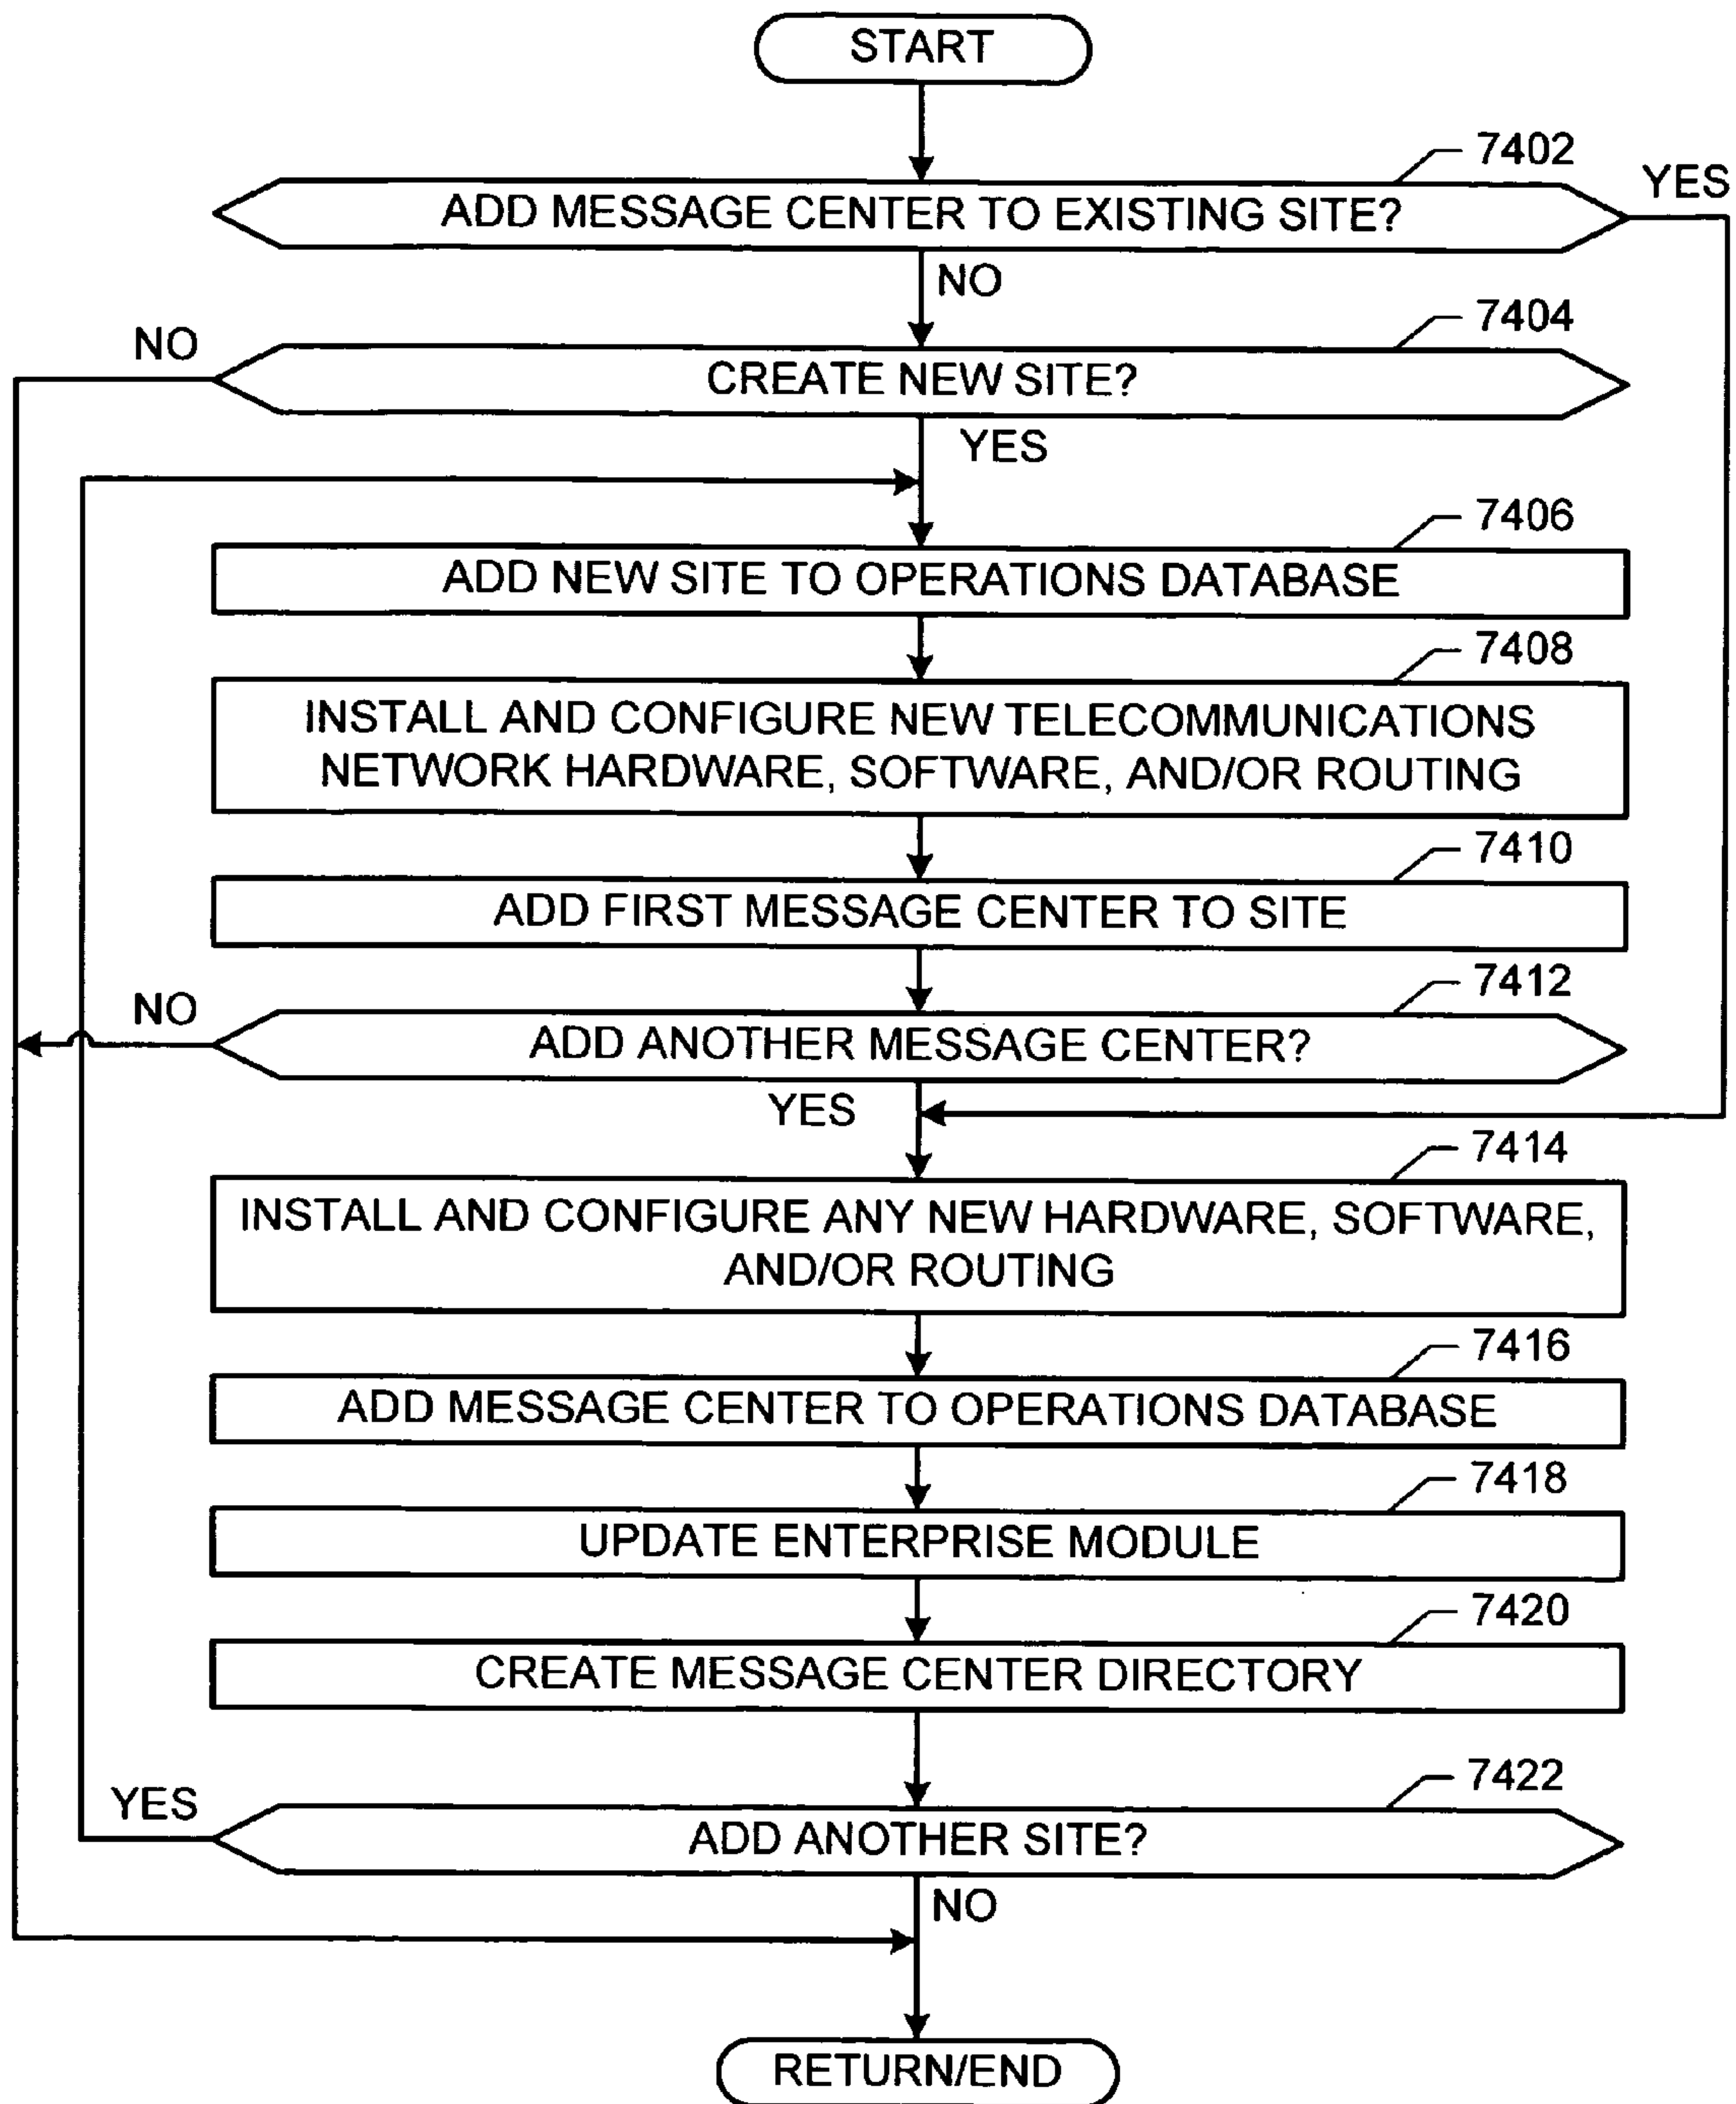 START
7402
YES
ADD MESSAGE CENTER TO EXISTING SITE?
NO
7404
NO
CREATE NEW SITE?
YES
7406
ADD NEW SITE TO OPERATIONS DATABASE
7408
INSTALL AND CONFIGURE NEW TELECOMMUNICATIONS
NETWORK HARDWARE, SOFTWARE, AND/OR ROUTING
7410
ADD FIRST MESSAGE CENTER TO SITE
7412
NO
ADD ANOTHER MESSAGE CENTER?
YES
7414
INSTALL AND CONFIGURE ANY NEW HARDWARE, SOFTWARE,
AND/OR ROUTING
7416
ADD MESSAGE CENTER TO OPERATIONS DATABASE
7418
UPDATE ENTERPRISE MODULE
7420
CREATE MESSAGE CENTER DIRECTORY
7422
YES
ADD ANOTHER SITE?
NO
RETURN/END